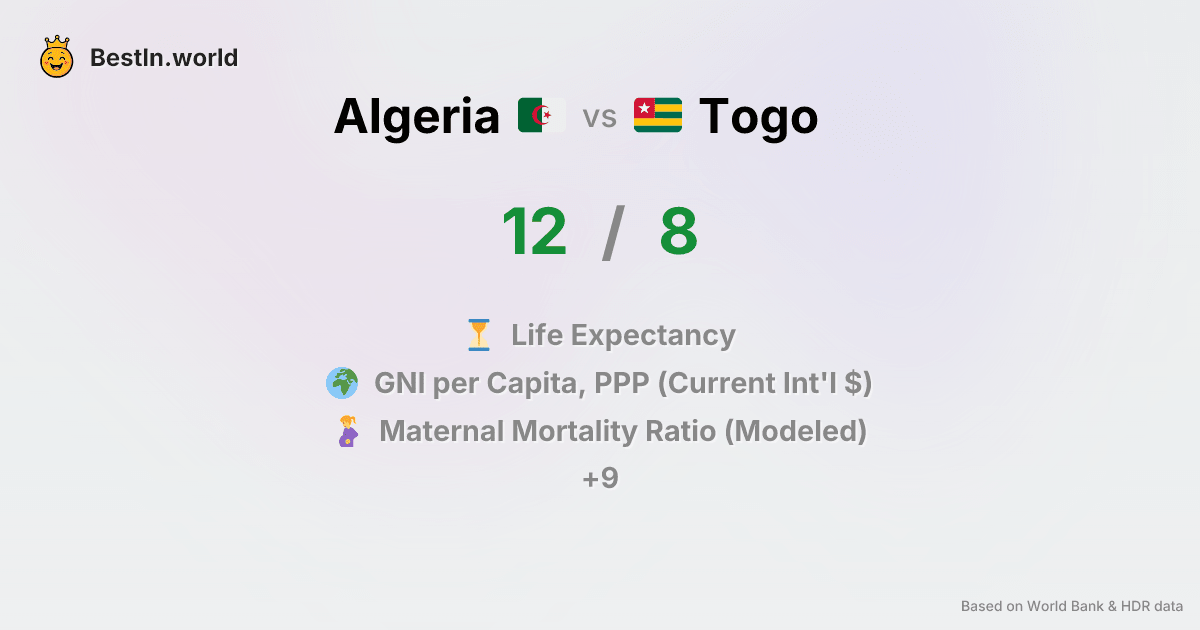 BestIn.world
Algeria vs Togo
12 / 8
Life Expectancy
GNI per Capita, PPP (Current Int'l $)
Maternal Mortality Ratio (Modeled)
+9
Based on World Bank & HDR data